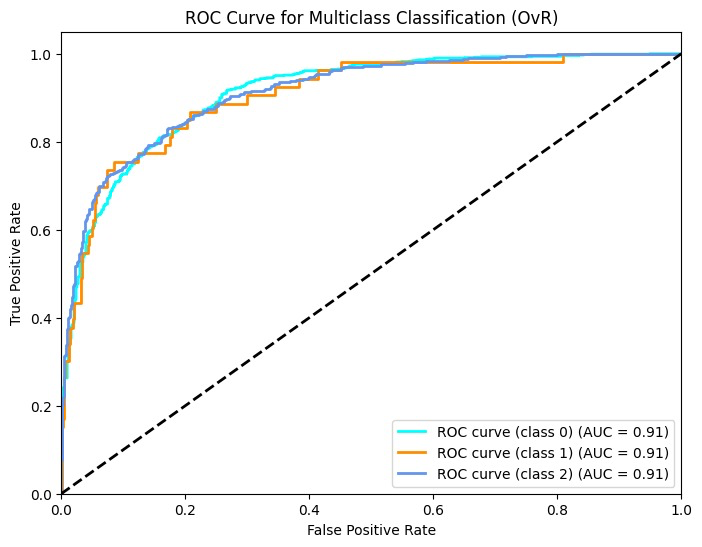 ROC Curve for Multiclass Classification (OvR)
True Positive Rate
1.0
0.8
0.6
0.4
0.2
0.0
ROC curve (class 0) (AUC = 0.91)
ROC curve (class 1) (AUC = 0.91)
ROC curve (class 2) (AUC = 0.91)
0.0 0.2 0.4 0.6 0.8 1.0
False Positive Rate